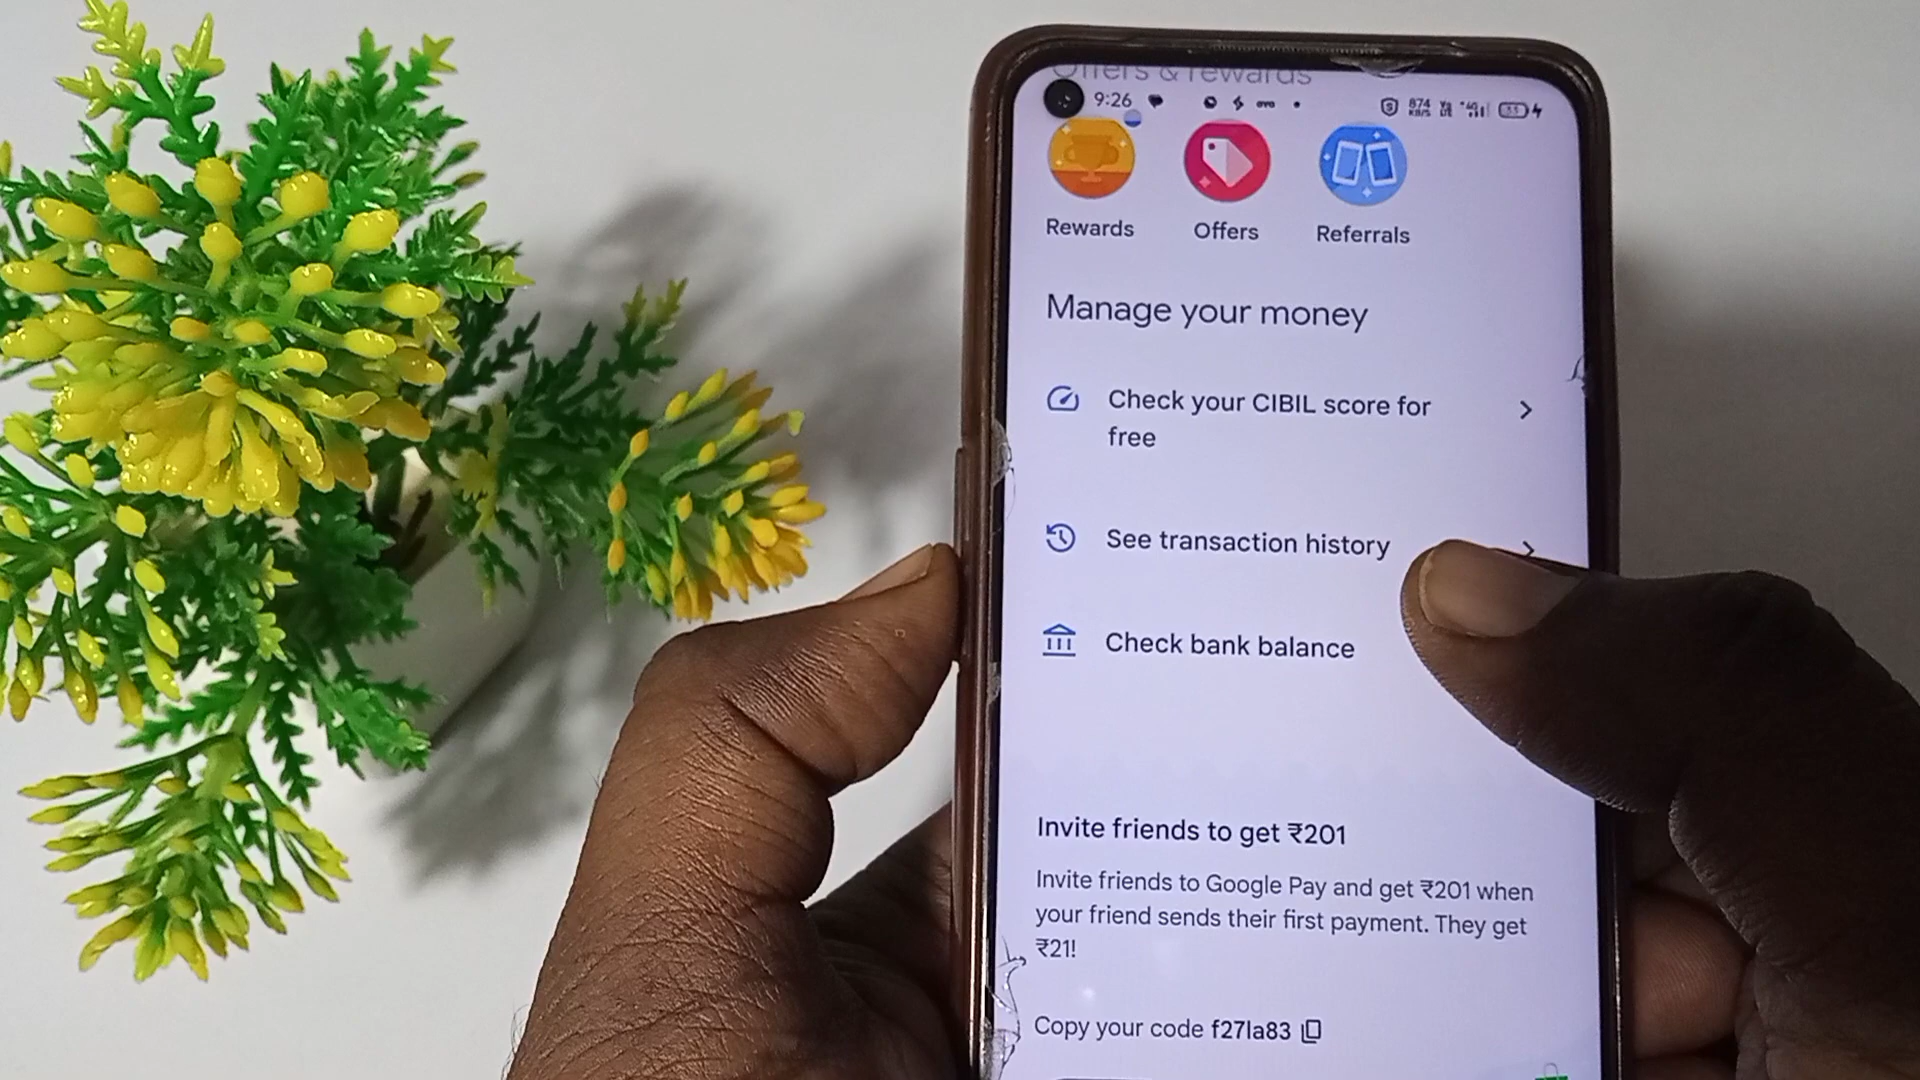 Offers & rewards
9:26
874
KB/S
Rewards
Offers
Referrals
Manage your money
Check your CIBIL score for
free
See transaction history
Check bank balance
Invite friends to get ₹201
Invite friends to Google Pay and get ₹201 when
your friend sends their first payment. They get
₹21!
Copy your code f27la83